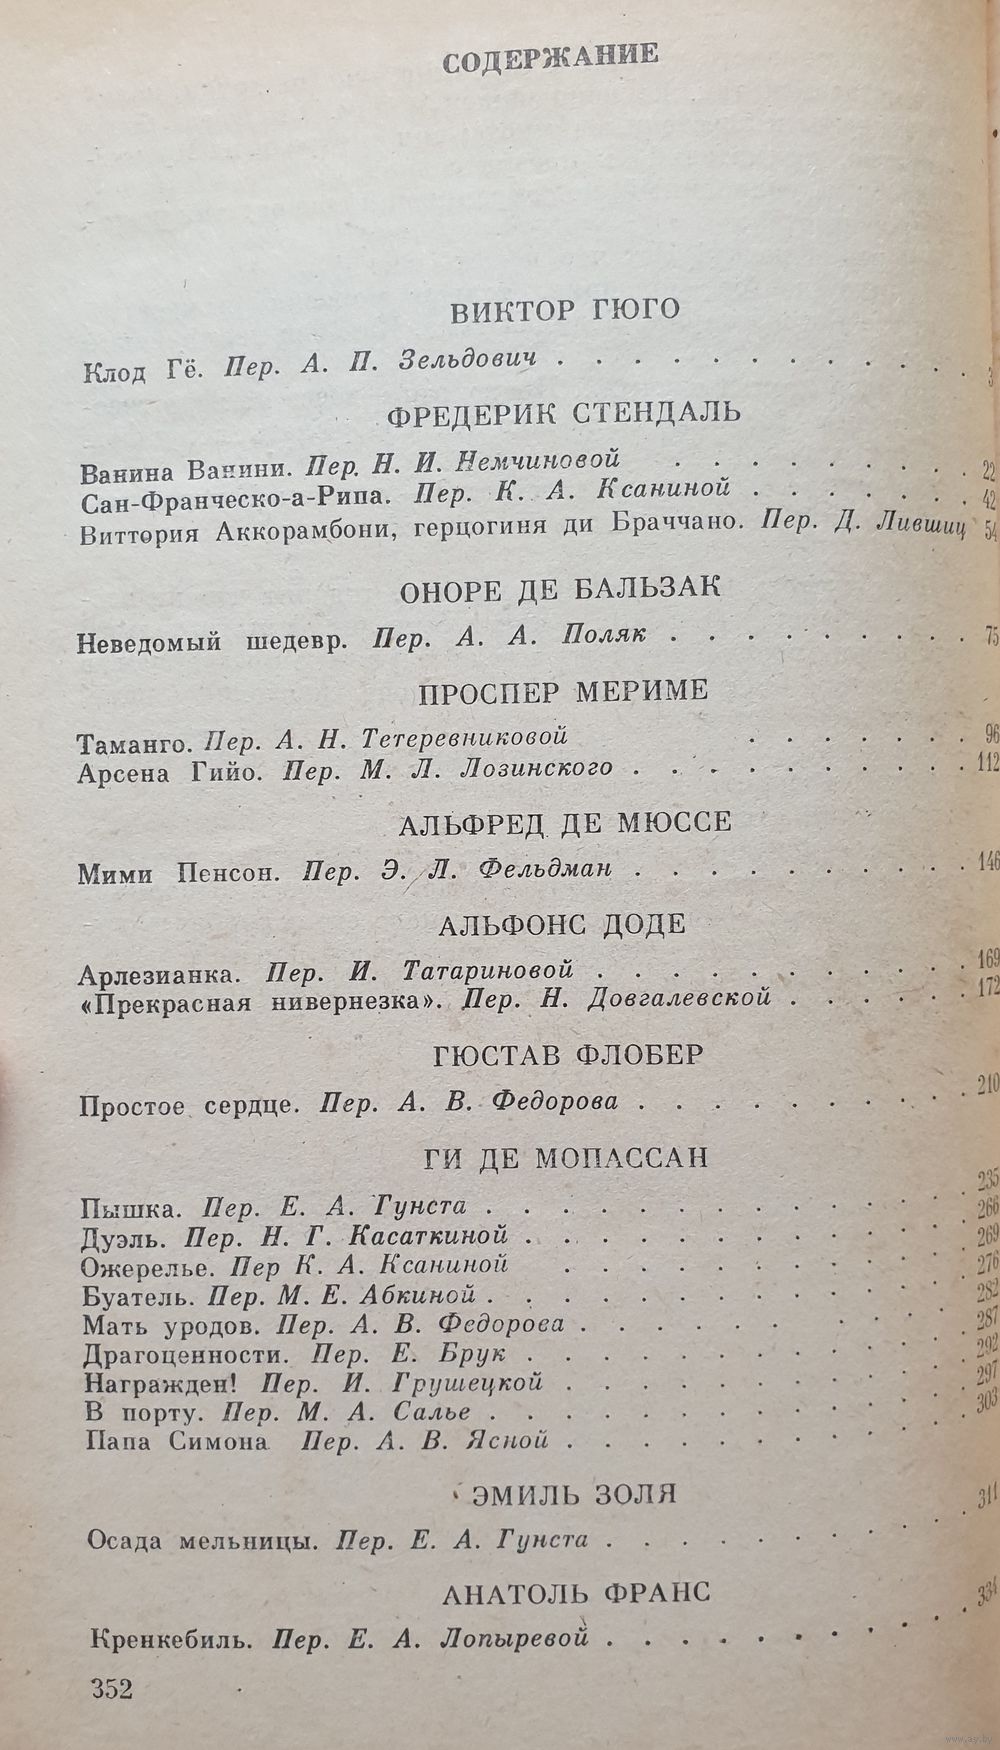 СОДЕРЖАНИЕ
ВИКТОР ГЮГО
Клод Гё. Пер. А. П. Зельдович . . . . . . . . . . 3
ФРЕДЕРИК СТЕНДАЛЬ
Ванина Ванини. Пер. Н. И. Немчиновой . . . . . . . . 22
Сан-Франческо-а-Рипа. Пер. К. А. Ксаниной . . . . . . . 42
Виттория Аккорамбони, герцогиня ди Браччано. Пер. Д. Лившиц 54
ОНОРЕ ДЕ БАЛЬЗАК
Неведомый шедевр. Пер. А. А. Поляк . . . . . . . . . 75
ПРОСПЕР МЕРИМЕ
Таманго. Пер. А. Н. Тетеревниковой . . . . . . . 96
Арсена Гийо. Пер. М. Л. Лозинского . . . . . . . . . . 112
АЛЬФРЕД ДЕ МЮССЕ
Мими Пенсон. Пер. Э. Л. Фельдман . . . . . . . . . . 146
АЛЬФОНС ДОДЕ
Арлезианка. Пер. И. Татариновой . . . . . . . . . . . 169
«Прекрасная нивернезка». Пер. Н. Довгалевской . . . . . . 172
ГЮСТАВ ФЛОБЕР
Простое сердце. Пер. А. В. Федорова . . . . . . . . . . 210
ГИ ДЕ МОПАССАН
Пышка. Пер. Е. А. Гунста . . . . . . . . . . . . . 235
Дуэль. Пер. Н. Г. Касаткиной . . . . . . . . . . . . 266
Ожерелье. Пер К. А. Ксаниной . . . . . . . . . . 269
Буатель. Пер. М. Е. Абкиной . . . . . . . . . . . . 276
Мать уродов. Пер. А. В. Федорова . . . . . . . . . . 282
Драгоценности. Пер. Е. Брук . . . . . . . . . . . . 287
Награжден! Пер. И. Грушецкой . . . . . . . . . . . 292
В порту. Пер. М. А. Салье . . . . . . . . . . . . . 297
Папа Симона Пер. А. В. Ясной . . . . . . . . . . . 303
ЭМИЛЬ ЗОЛЯ
Осада мельницы. Пер. Е. А. Гунста . . . . . . . . . . 311
АНАТОЛЬ ФРАНС
Кренкебиль. Пер. Е. А. Лопыревой . . . . . . . . . . 334
352
www.ay.by